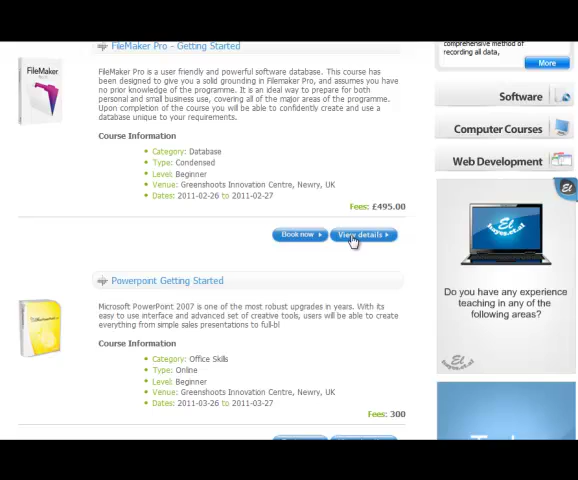 FileMaker Pro - Getting Started
FileMaker
FileMaker Pro is a user friendly and powerful software database. This course has
been designed to give you a solid grounding in Filemaker Pro, and assumes you have
no prior knowledge of the programme. It is an ideal way to prepare for both
personal and small business use, covering all of the major areas of the programme.
Upon completion of the course you will be able to confidently create and use a
database unique to your requirements.
Course Information
Category: Database
Type: Condensed
Level: Beginner
Venue: Greenshoots Innovation Centre, Newry, UK
Dates: 2011-02-26 to 2011-02-27
Fees: £495.00
Book now
View details
Powerpoint Getting Started
Microsoft PowerPoint 2007 is one of the most robust upgrades in years. With its
easy to use interface and advanced set of creative tools, users will be able to create
everything from simple sales presentations to full-bl
Course Information
Category: Office Skills
Type: Online
Level: Beginner
Venue: Greenshoots Innovation Centre, Newry, UK
Dates: 2011-03-26 to 2011-03-27
Fees: 300
comprehensive method of
recording all data,
More
Software
Computer Courses
Web Development
El
El
hayes.et.al
Do you have any experience
teaching in any of the
following areas?
El
hayes.et.al